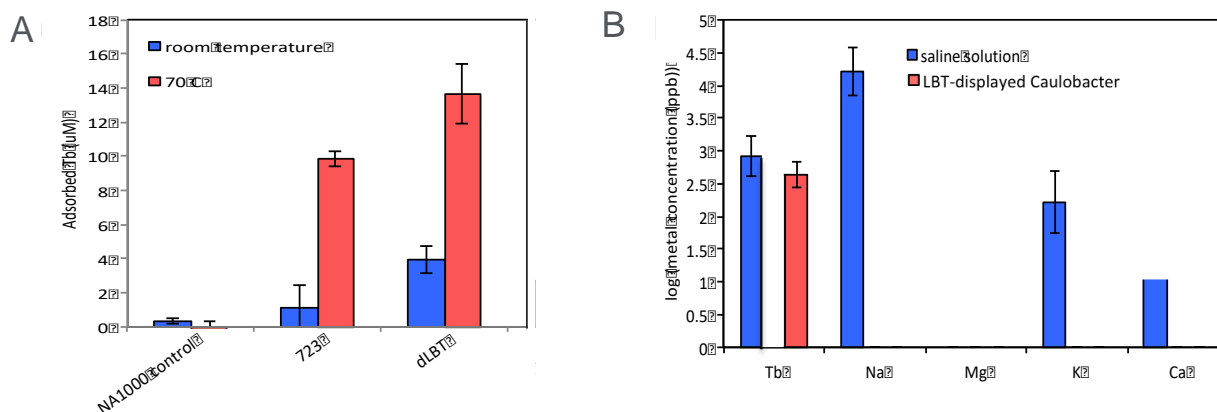 A
18
16
14
12
10
8
6
4
2
0
Adsorbed Tb (uM)
room temperature
70 C
NA1000 control
723
dLBT
B
5
4.5
4
3.5
3
2.5
2
1.5
1
0.5
0
log (metal concentration (ppb))
saline solution
LBT-displayed Caulobacter
Tb
Na
Mg
K
Ca